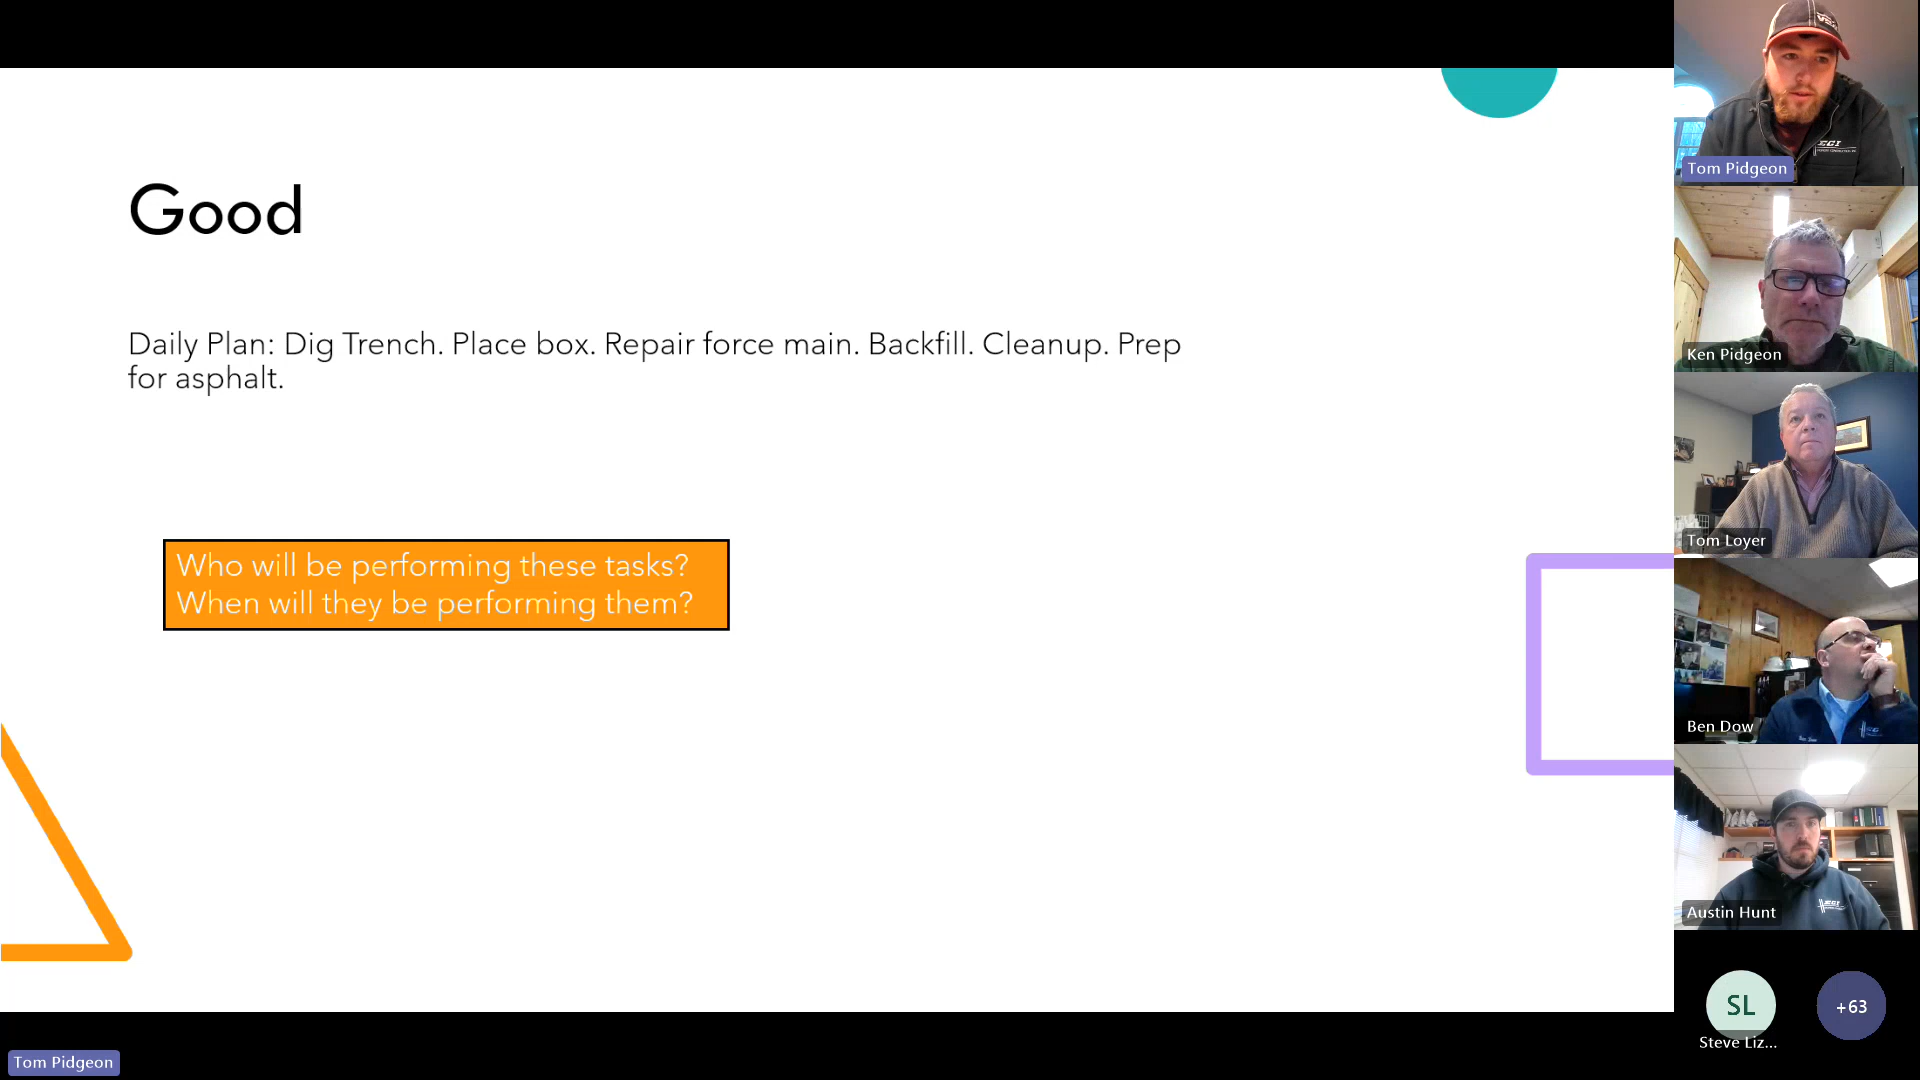 Good
Daily Plan: Dig Trench. Place box. Repair force main. Backfill. Cleanup. Prep
for asphalt.
Who will be performing these tasks?
When will they be performing them?
Tom Pidgeon
ECI
Tom Pidgeon
Ken Pidgeon
Tom Loyer
Ben Dow
ECI
Austin Hunt
SL
Steve Liz...
+63